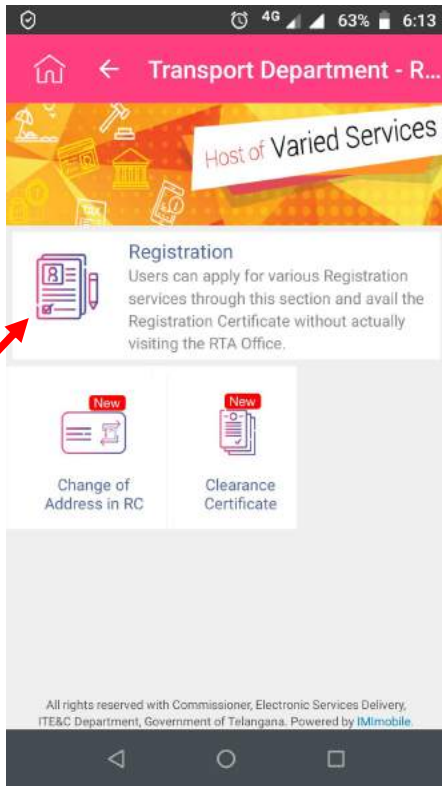 4G 63% 6:13
Transport Department - R...
Host of Varied Services
TAX
Registration
Users can apply for various Registration
services through this section and avail the
Registration Certificate without actually
visiting the RTA Office.
New
New
Change of
Address in RC
Clearance
Certificate
All rights reserved with Commissioner, Electronic Services Delivery,
ITE&C Department, Government of Telangana. Powered by IMImobile.